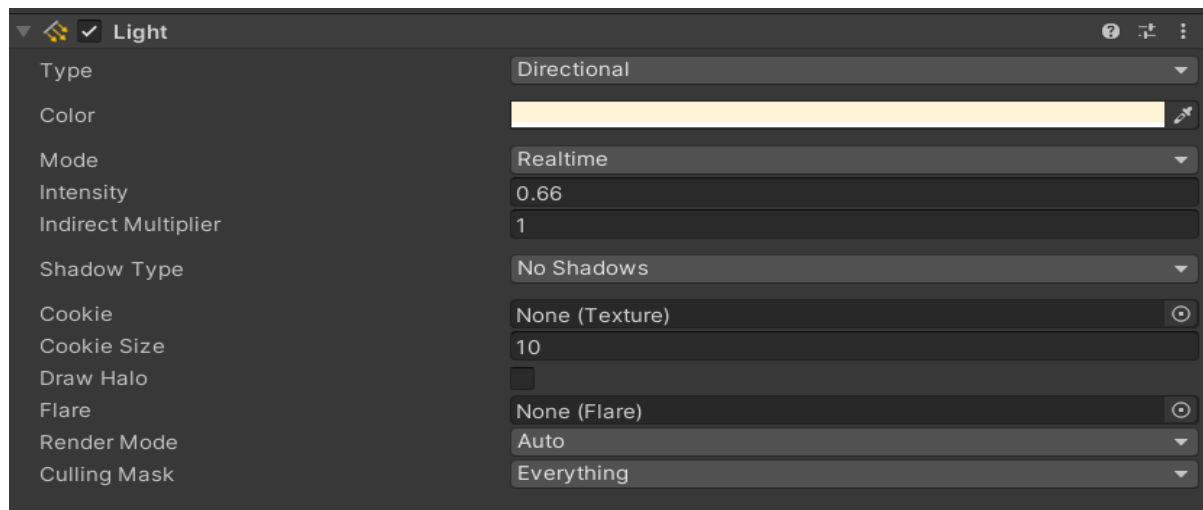 Light
Type Directional
Color
Mode Realtime
Intensity 0.66
Indirect Multiplier 1
Shadow Type No Shadows
Cookie None (Texture)
Cookie Size 10
Draw Halo
Flare None (Flare)
Render Mode Auto
Culling Mask Everything